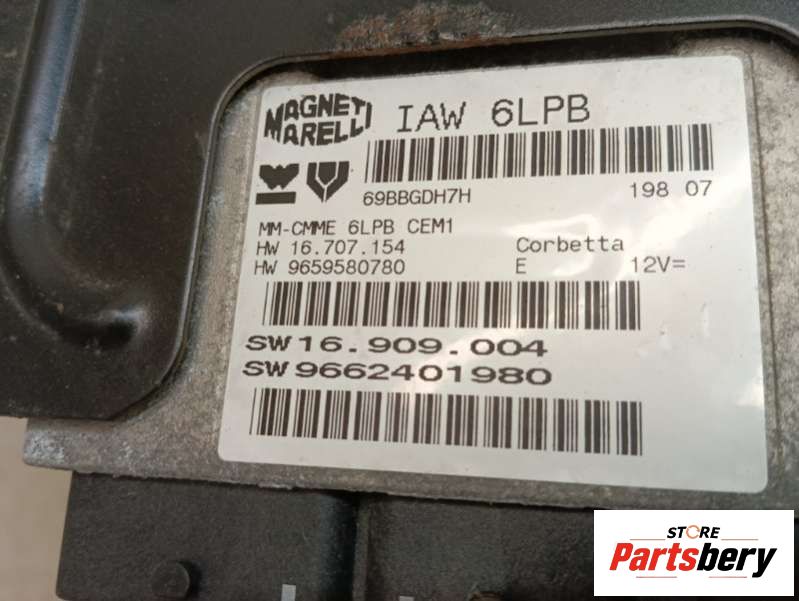 MAGNETI MARELLI
IAW 6LPB
69BBGDH7H 198 07
MM-CMME 6LPB CEM1
HW 16.707.154 Corbetta
HW 9659580780 E 12V=
SW16.909.004
SW9662401980
STORE
Partsbery